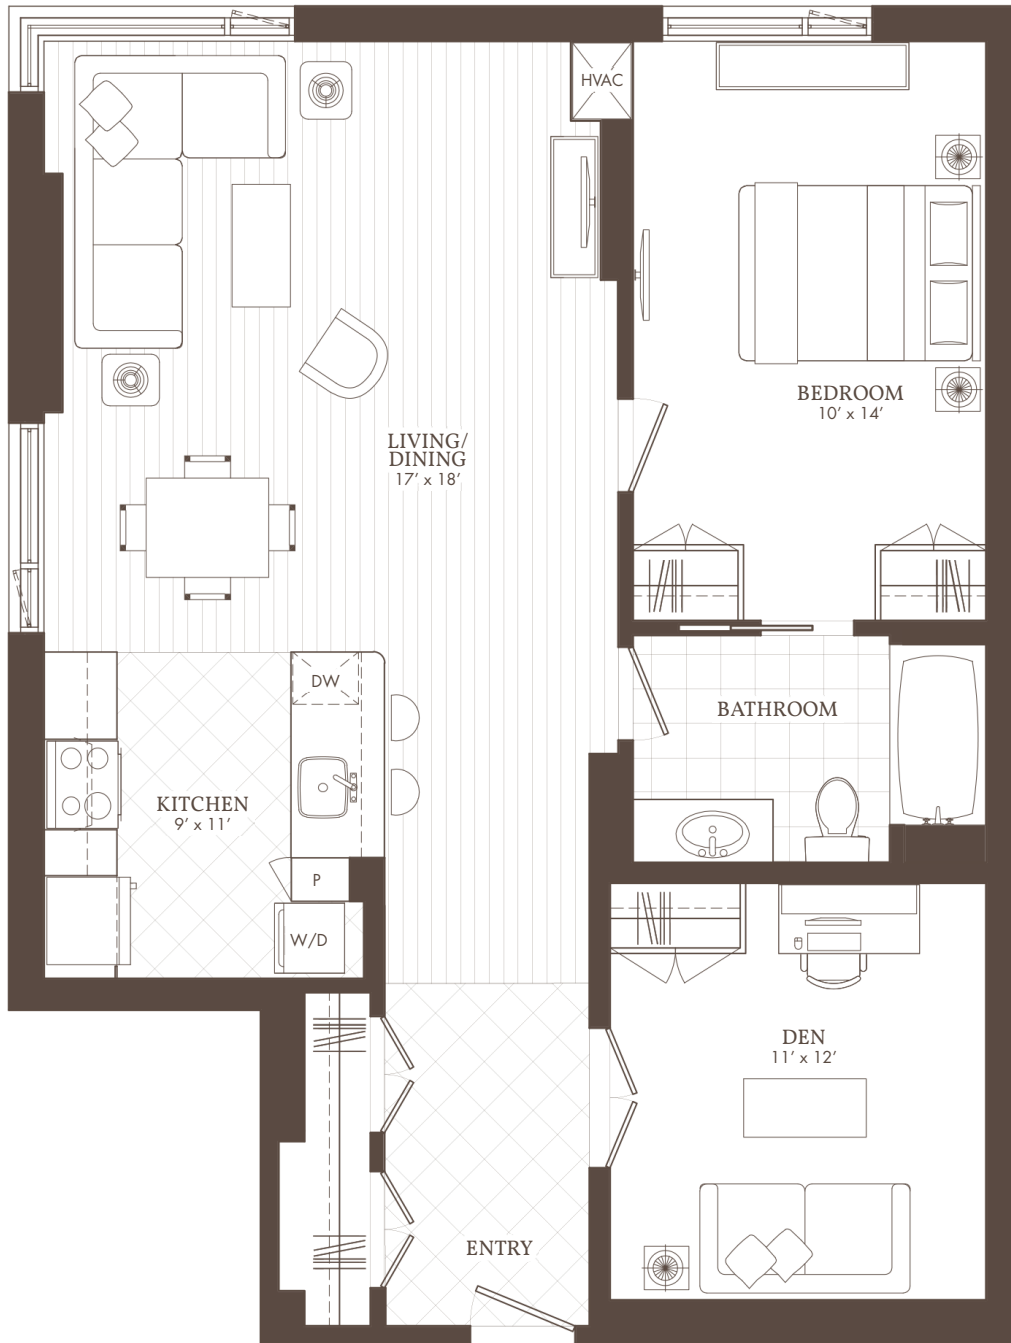 HVAC
BEDROOM
10’ x 14’
LIVING/
DINING
17’ x 18’
DW
BATHROOM
KITCHEN
9’ x 11’
P
W/D
DEN
11’ x 12’
ENTRY